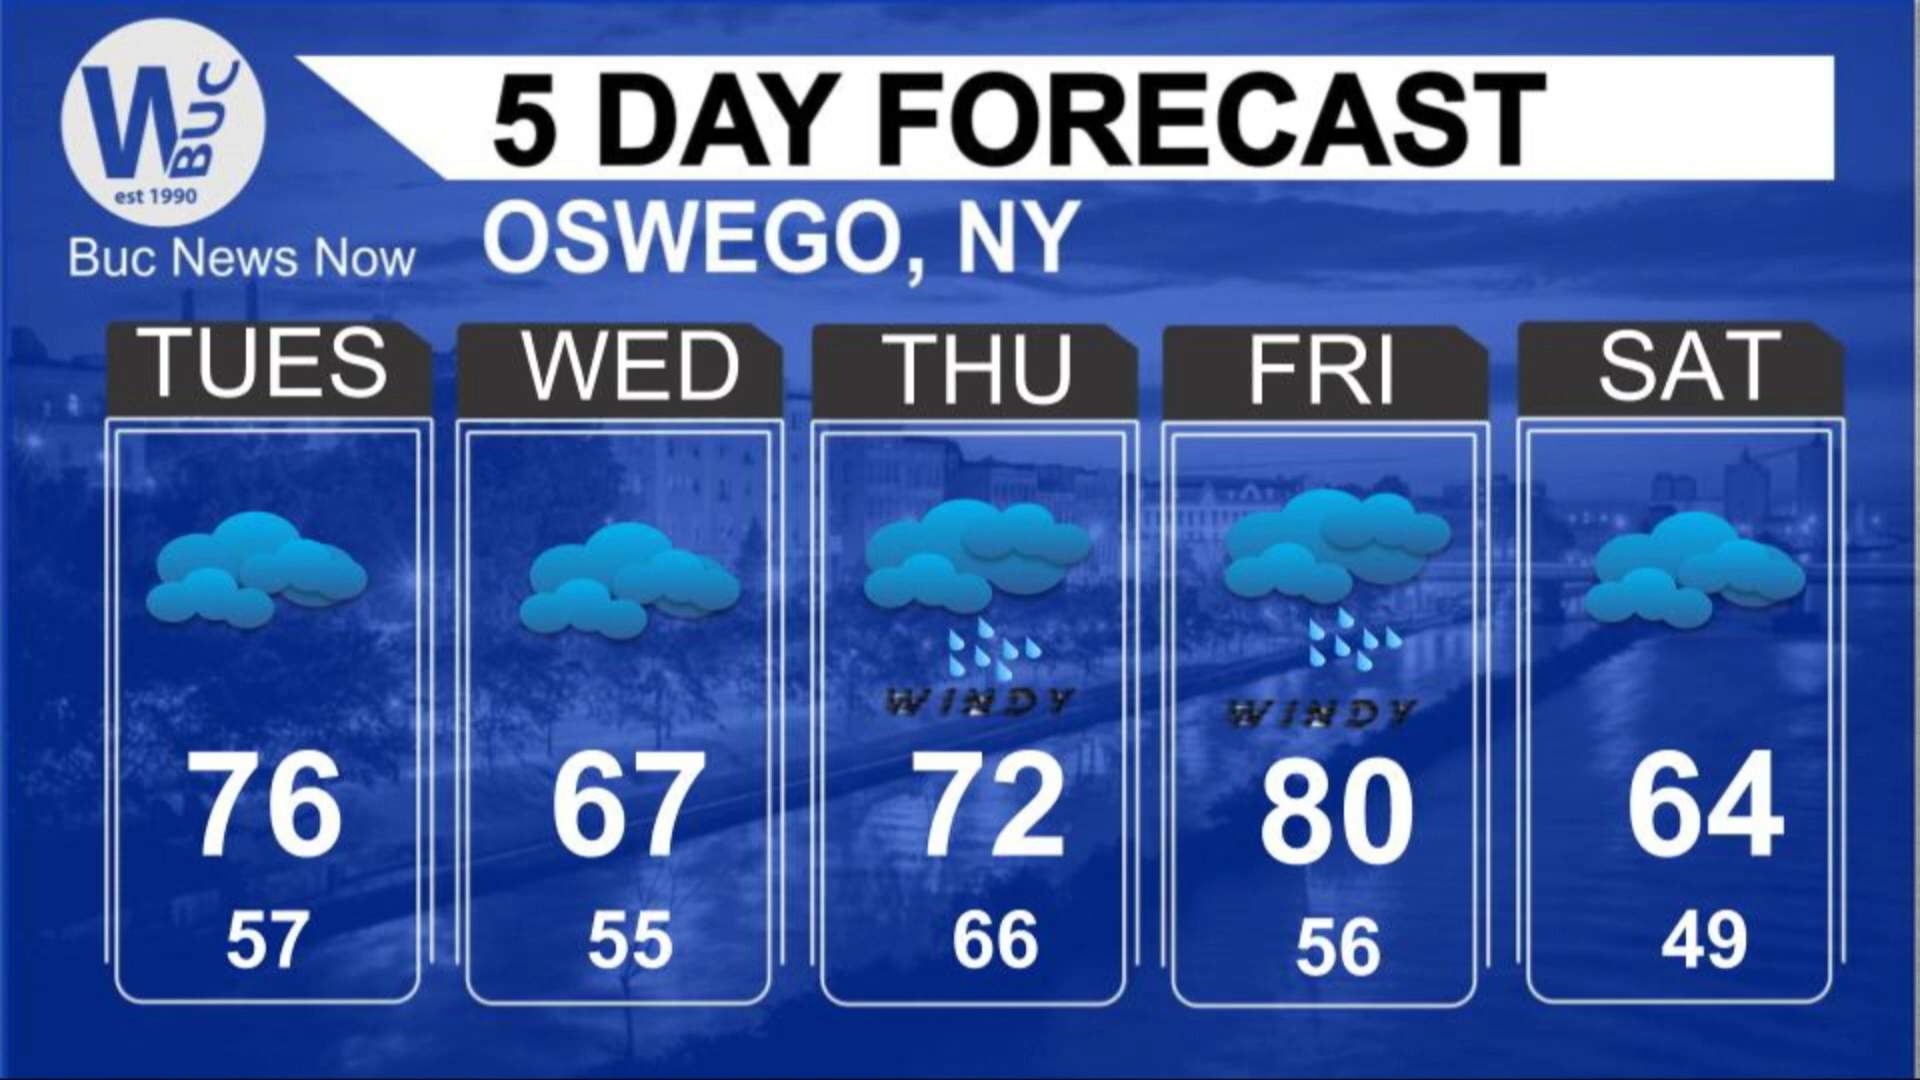 W BUC
est 1990
Buc News Now
5 DAY FORECAST
OSWEGO, NY
TUES
76
57
WED
67
55
THU
WINDY
72
66
FRI
WINDY
80
56
SAT
64
49